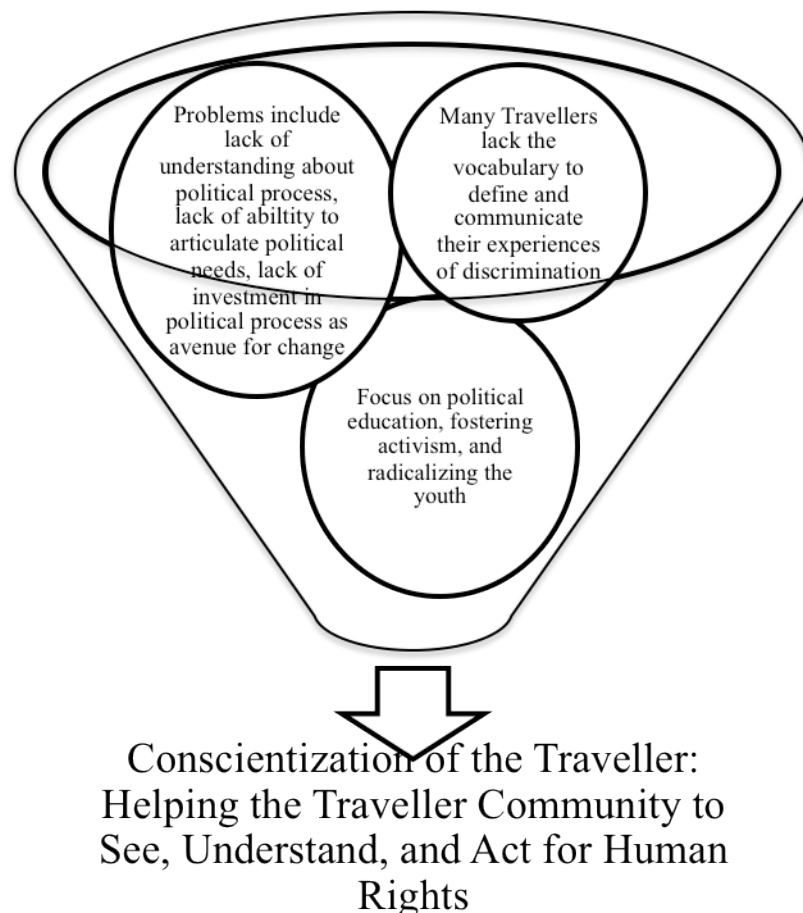 Problems include
lack of
understanding about
political process,
lack of abiltity to
articulate political
needs, lack of
investment in
political process as
avenue for change
Many Travellers
lack the
vocabulary to
define and
communicate
their experiences
of discrimination
Focus on political
education, fostering
activism, and
radicalizing the
youth
Conscientization of the Traveller:
Helping the Traveller Community to
See, Understand, and Act for Human
Rights